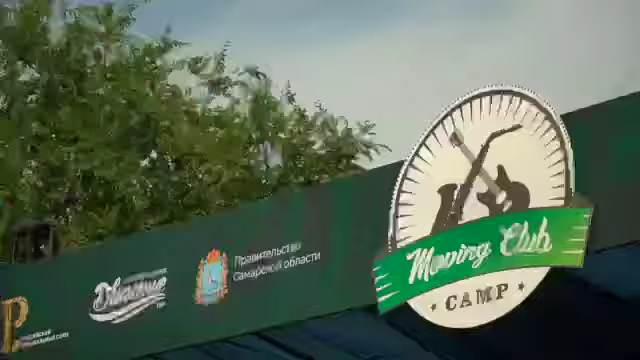 Движение
Правительство
Самарской области
Moving Club
• CAMP •